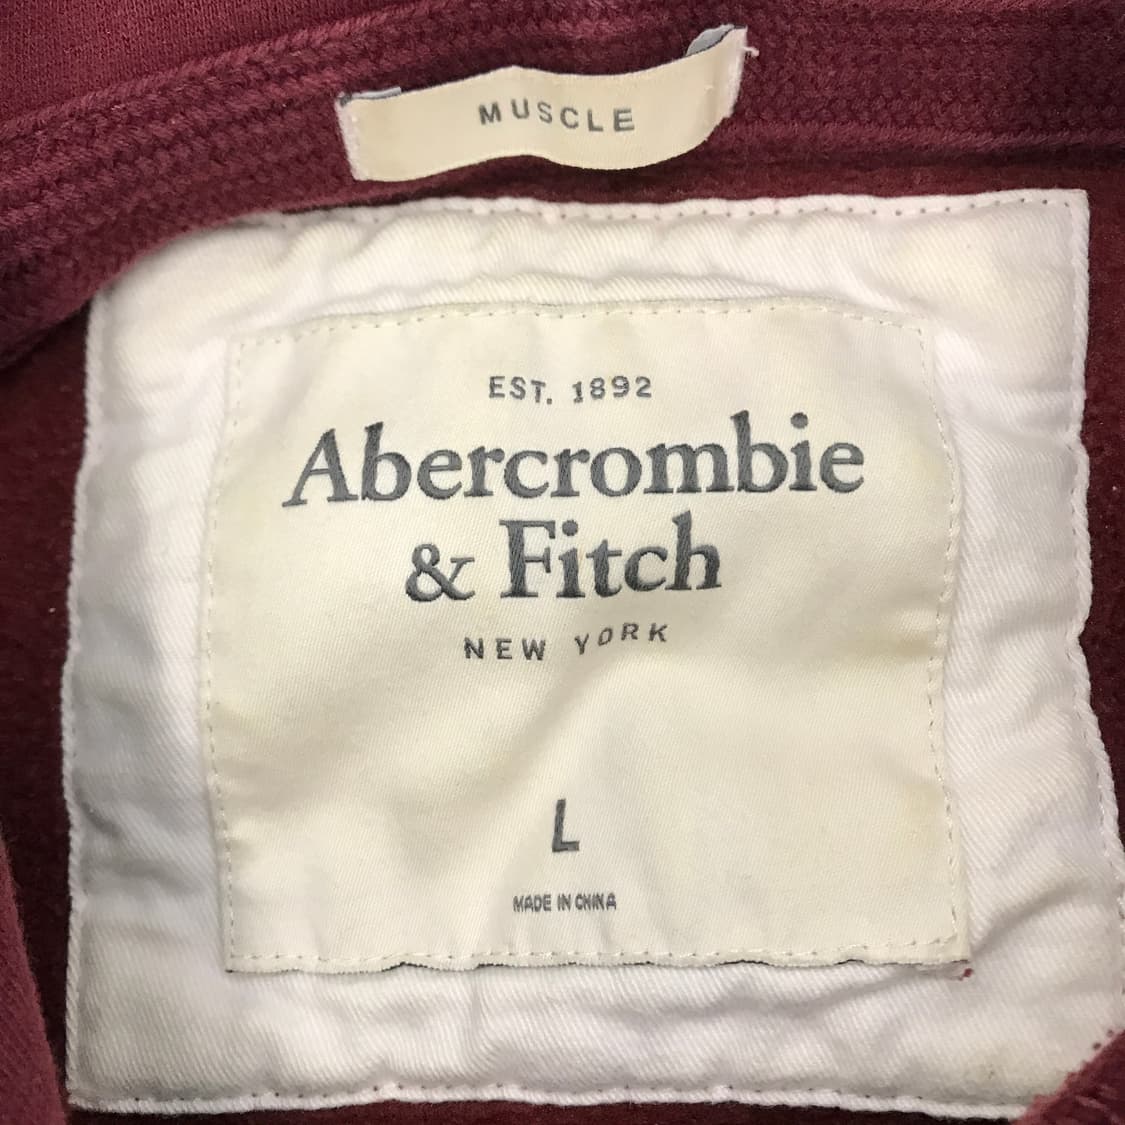 MUSCLE
EST. 1892
Abercrombie
& Fitch
NEW YORK
L
MADE IN CHINA